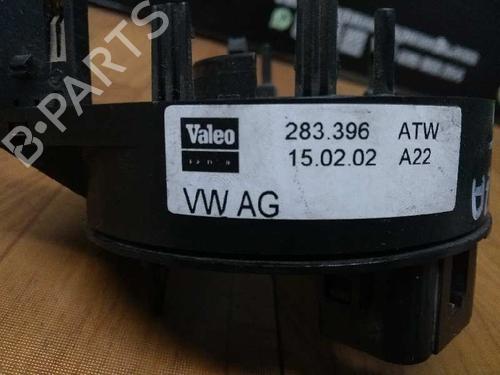 B-PARTS
Valeo 283.396 ATW
15.02.02 A22
VW AG